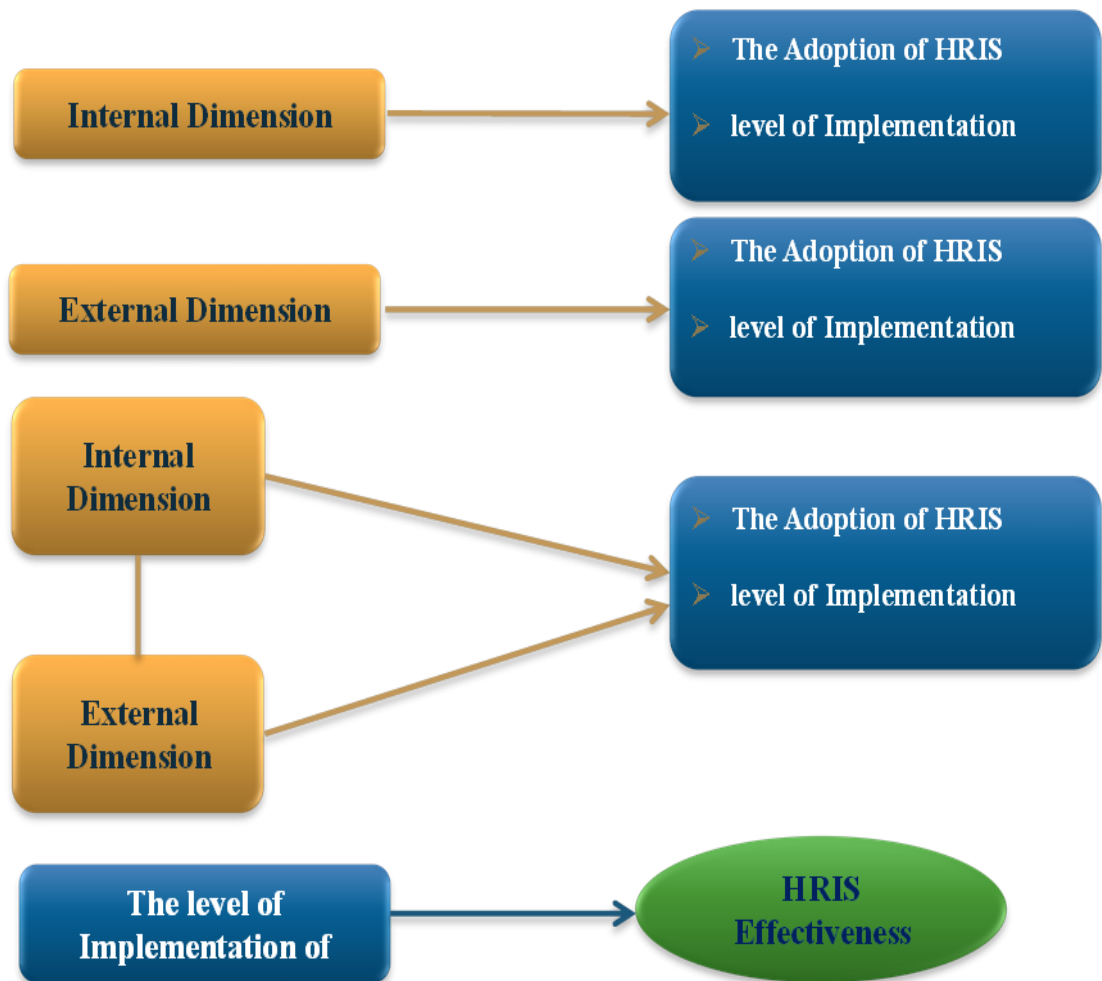 The Adoption of HRIS
Internal Dimension
level of Implementation
The Adoption of HRIS
External Dimension
level of Implementation
Internal
Dimension
The Adoption of HRIS
level of Implementation
External
Dimension
The level of
Implementation of
HRIS
Effectiveness